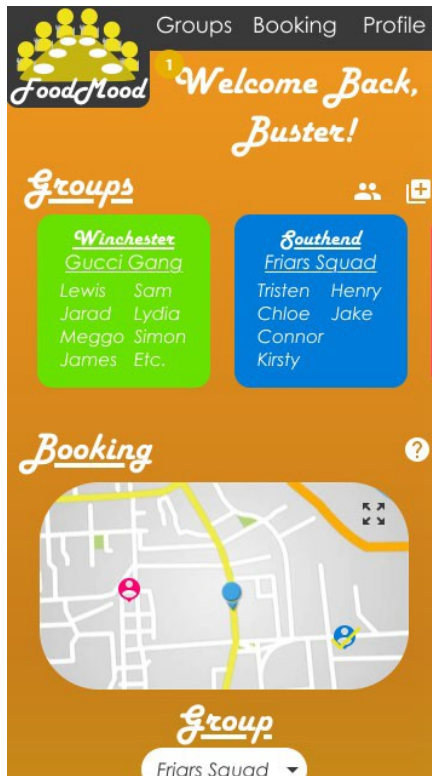 Groups Booking Profile
FoodMood
1
Welcome Back,
Buster!
Groups
Winchester
Gucci Gang
Lewis Sam
Jarad Lydia
Meggo Simon
James Etc.
Southend
Friars Squad
Tristen Henry
Chloe Jake
Connor
Kirsty
Booking
?
Group
Friars Squad